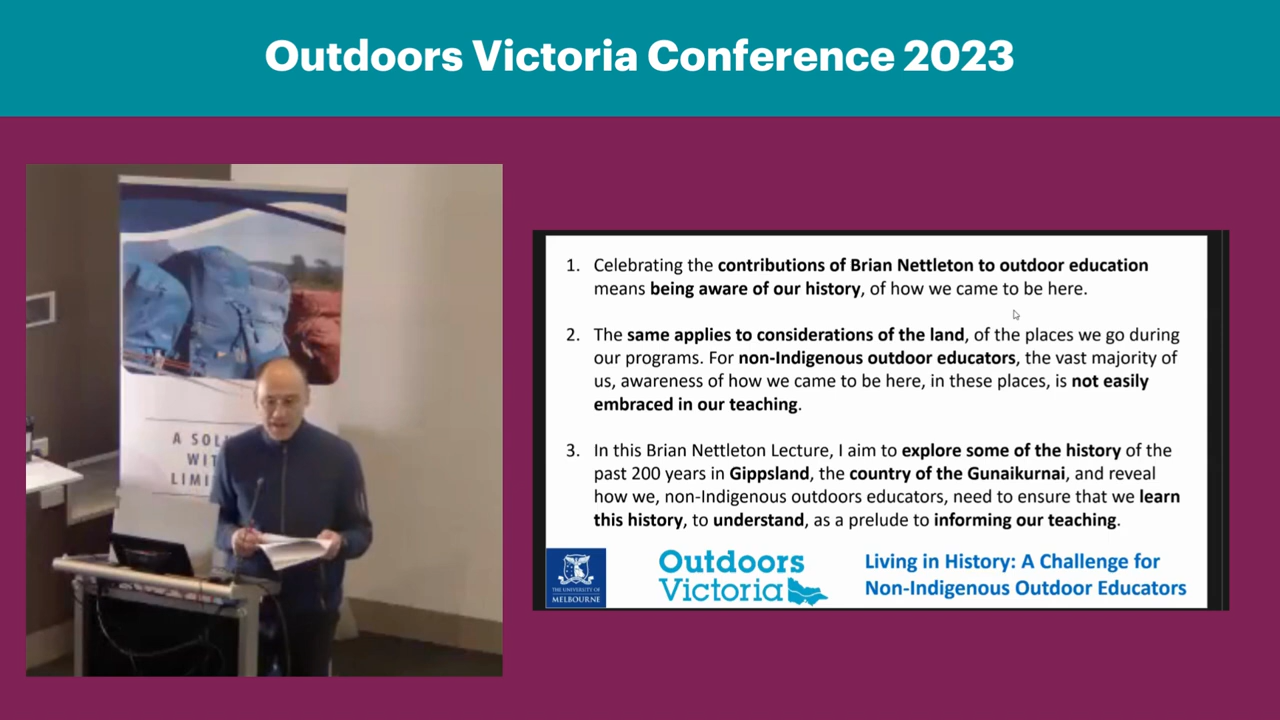 Outdoors Victoria Conference 2023
A SOL
WIT
LIMI
1. Celebrating the contributions of Brian Nettleton to outdoor education
means being aware of our history, of how we came to be here.
2. The same applies to considerations of the land, of the places we go during
our programs. For non-Indigenous outdoor educators, the vast majority of
us, awareness of how we came to be here, in these places, is not easily
embraced in our teaching.
3. In this Brian Nettleton Lecture, I aim to explore some of the history of the
past 200 years in Gippsland, the country of the Gunaikurnai, and reveal
how we, non-Indigenous outdoors educators, need to ensure that we learn
this history, to understand, as a prelude to informing our teaching.
THE UNIVERSITY OF
MELBOURNE
Outdoors
Victoria
Living in History: A Challenge for
Non-Indigenous Outdoor Educators